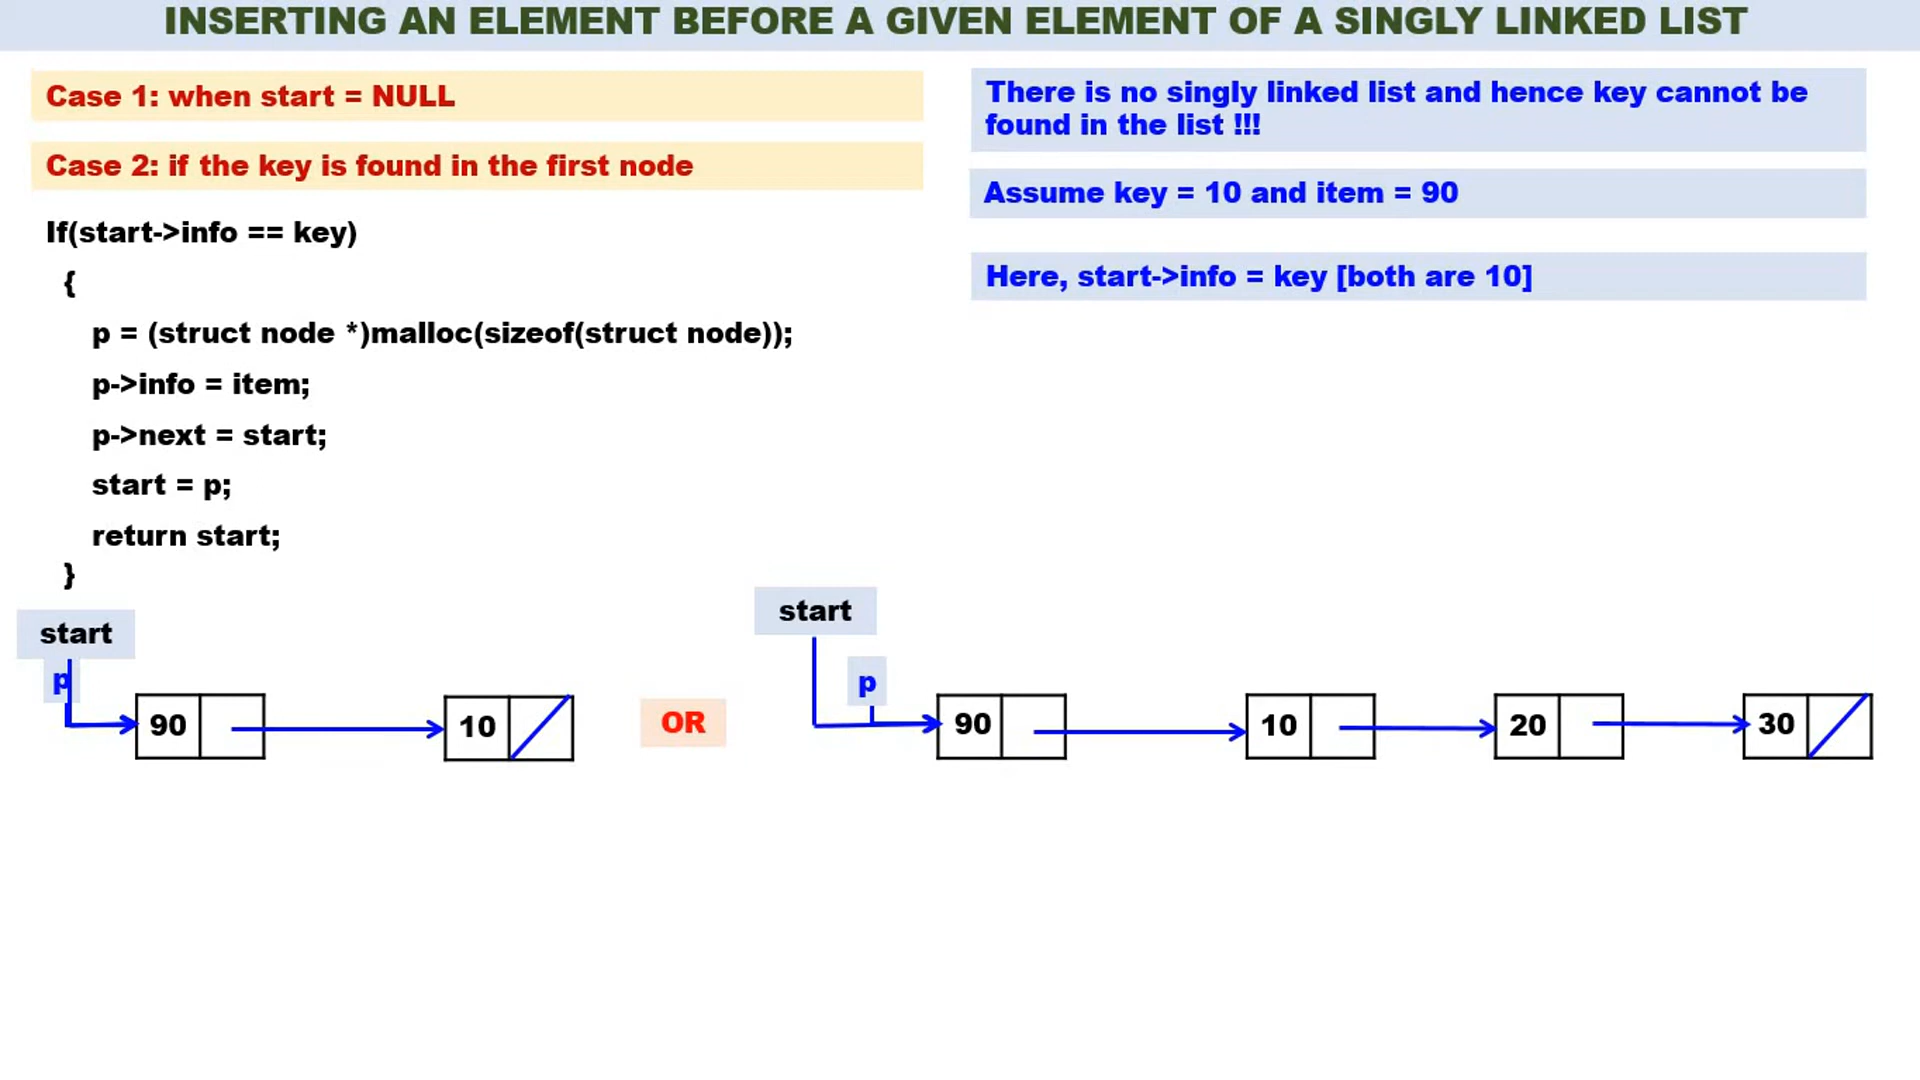 INSERTING AN ELEMENT BEFORE A GIVEN ELEMENT OF A SINGLY LINKED LIST
Case 1: when start = NULL
There is no singly linked list and hence key cannot be
found in the list !!!
Case 2: if the key is found in the first node
Assume key = 10 and item = 90
If(start->info == key)
Here, start->info = key [both are 10]
{
p = (struct node *)malloc(sizeof(struct node));
p->info = item;
p->next = start;
start = p;
return start;
}
start
p
90
10
OR
start
p
90
10
20
30